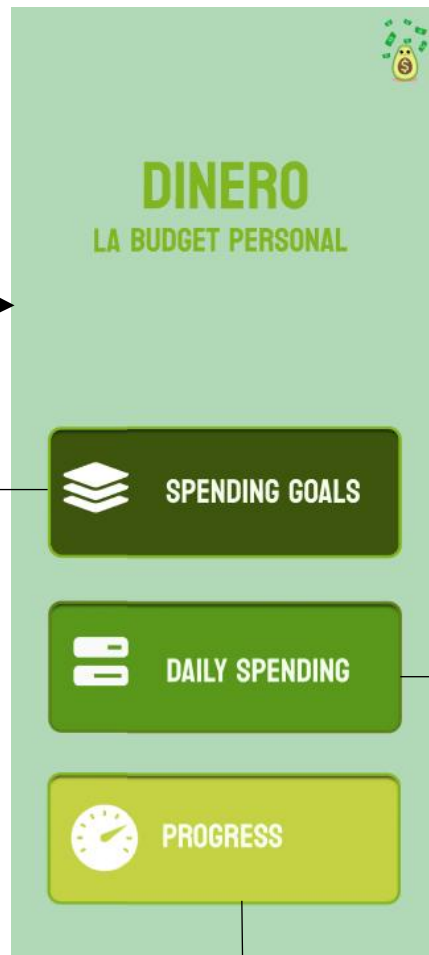 $
DINERO
LA BUDGET PERSONAL
SPENDING GOALS
DAILY SPENDING
PROGRESS